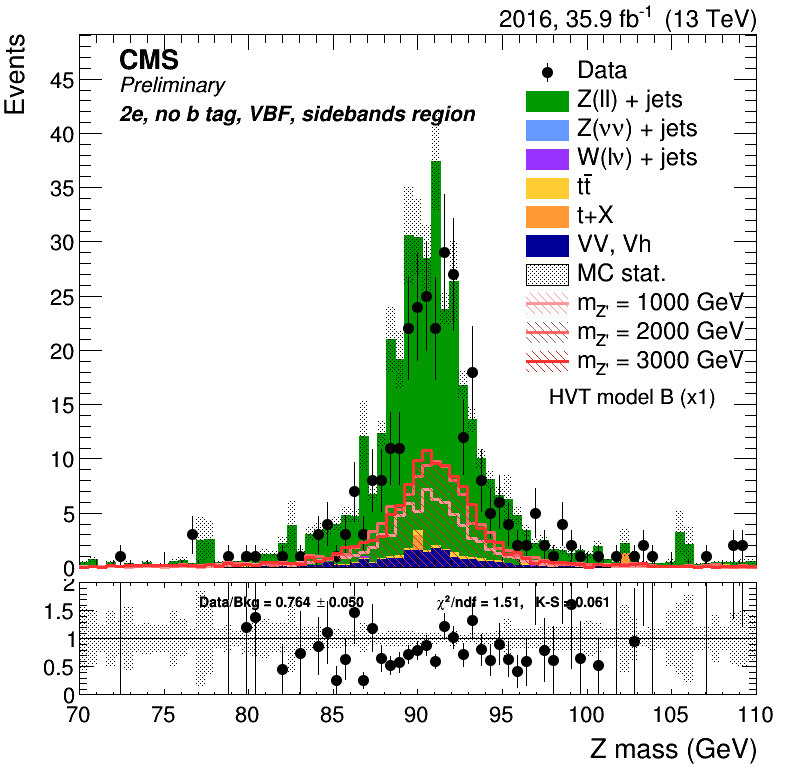 2016, 35.9 fb⁻¹ (13 TeV)
Events
CMS
Preliminary
2e, no b tag, VBF, sidebands region
Data
Z(ll) + jets
Z(νν) + jets
W(lν) + jets
tt̄
t+X
VV, Vh
MC stat.
m_Z' = 1000 GeV
m_Z' = 2000 GeV
m_Z' = 3000 GeV
HVT model B (x1)
45
40
35
30
25
20
15
10
5
0
Data/Bkg = 0.764 ± 0.050 χ²/ndf = 1.51, K-S = 0.061
2
1.5
1
0.5
0
70 75 80 85 90 95 100 105 110
Z mass (GeV)